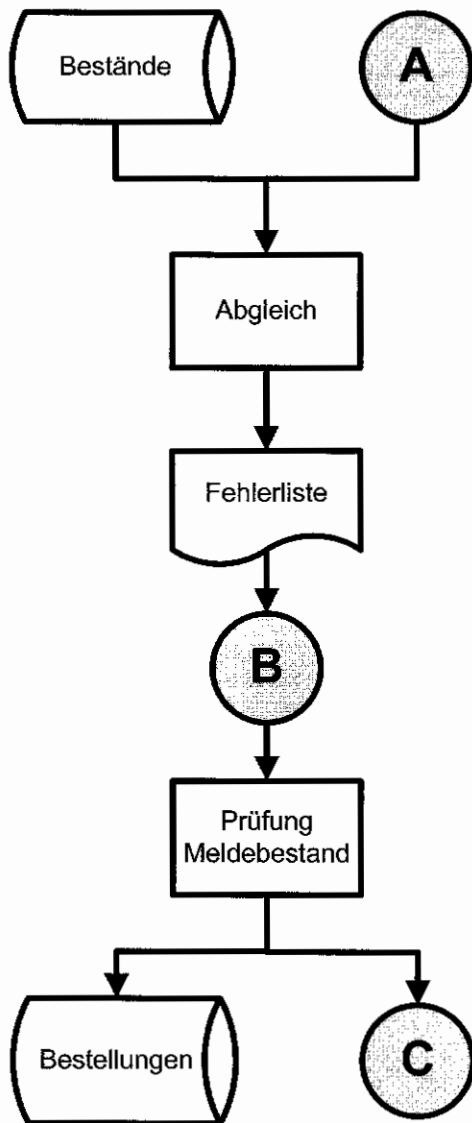 Bestände
A
Abgleich
Fehlerliste
B
Prüfung
Meldebestand
Bestellungen
C